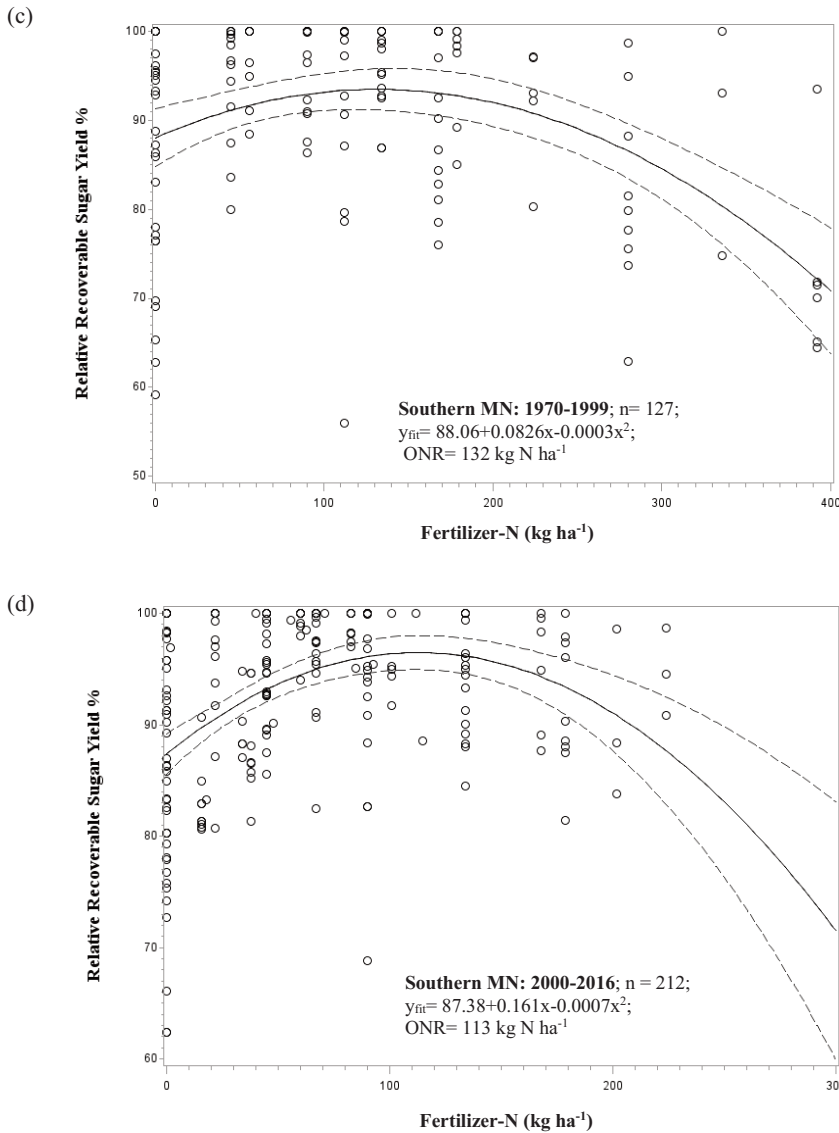 (c)
100
90
80
70
60
50
Relative Recoverable Sugar Yield %
Southern MN: 1970-1999; n= 127;
yfit= 88.06+0.0826x-0.0003x²;
ONR= 132 kg N ha⁻¹
0 100 200 300 400
Fertilizer-N (kg ha⁻¹)
(d)
100
90
80
70
60
Relative Recoverable Sugar Yield %
Southern MN: 2000-2016; n = 212;
yfit= 87.38+0.161x-0.0007x²;
ONR= 113 kg N ha⁻¹
0 100 200 30
Fertilizer-N (kg ha⁻¹)